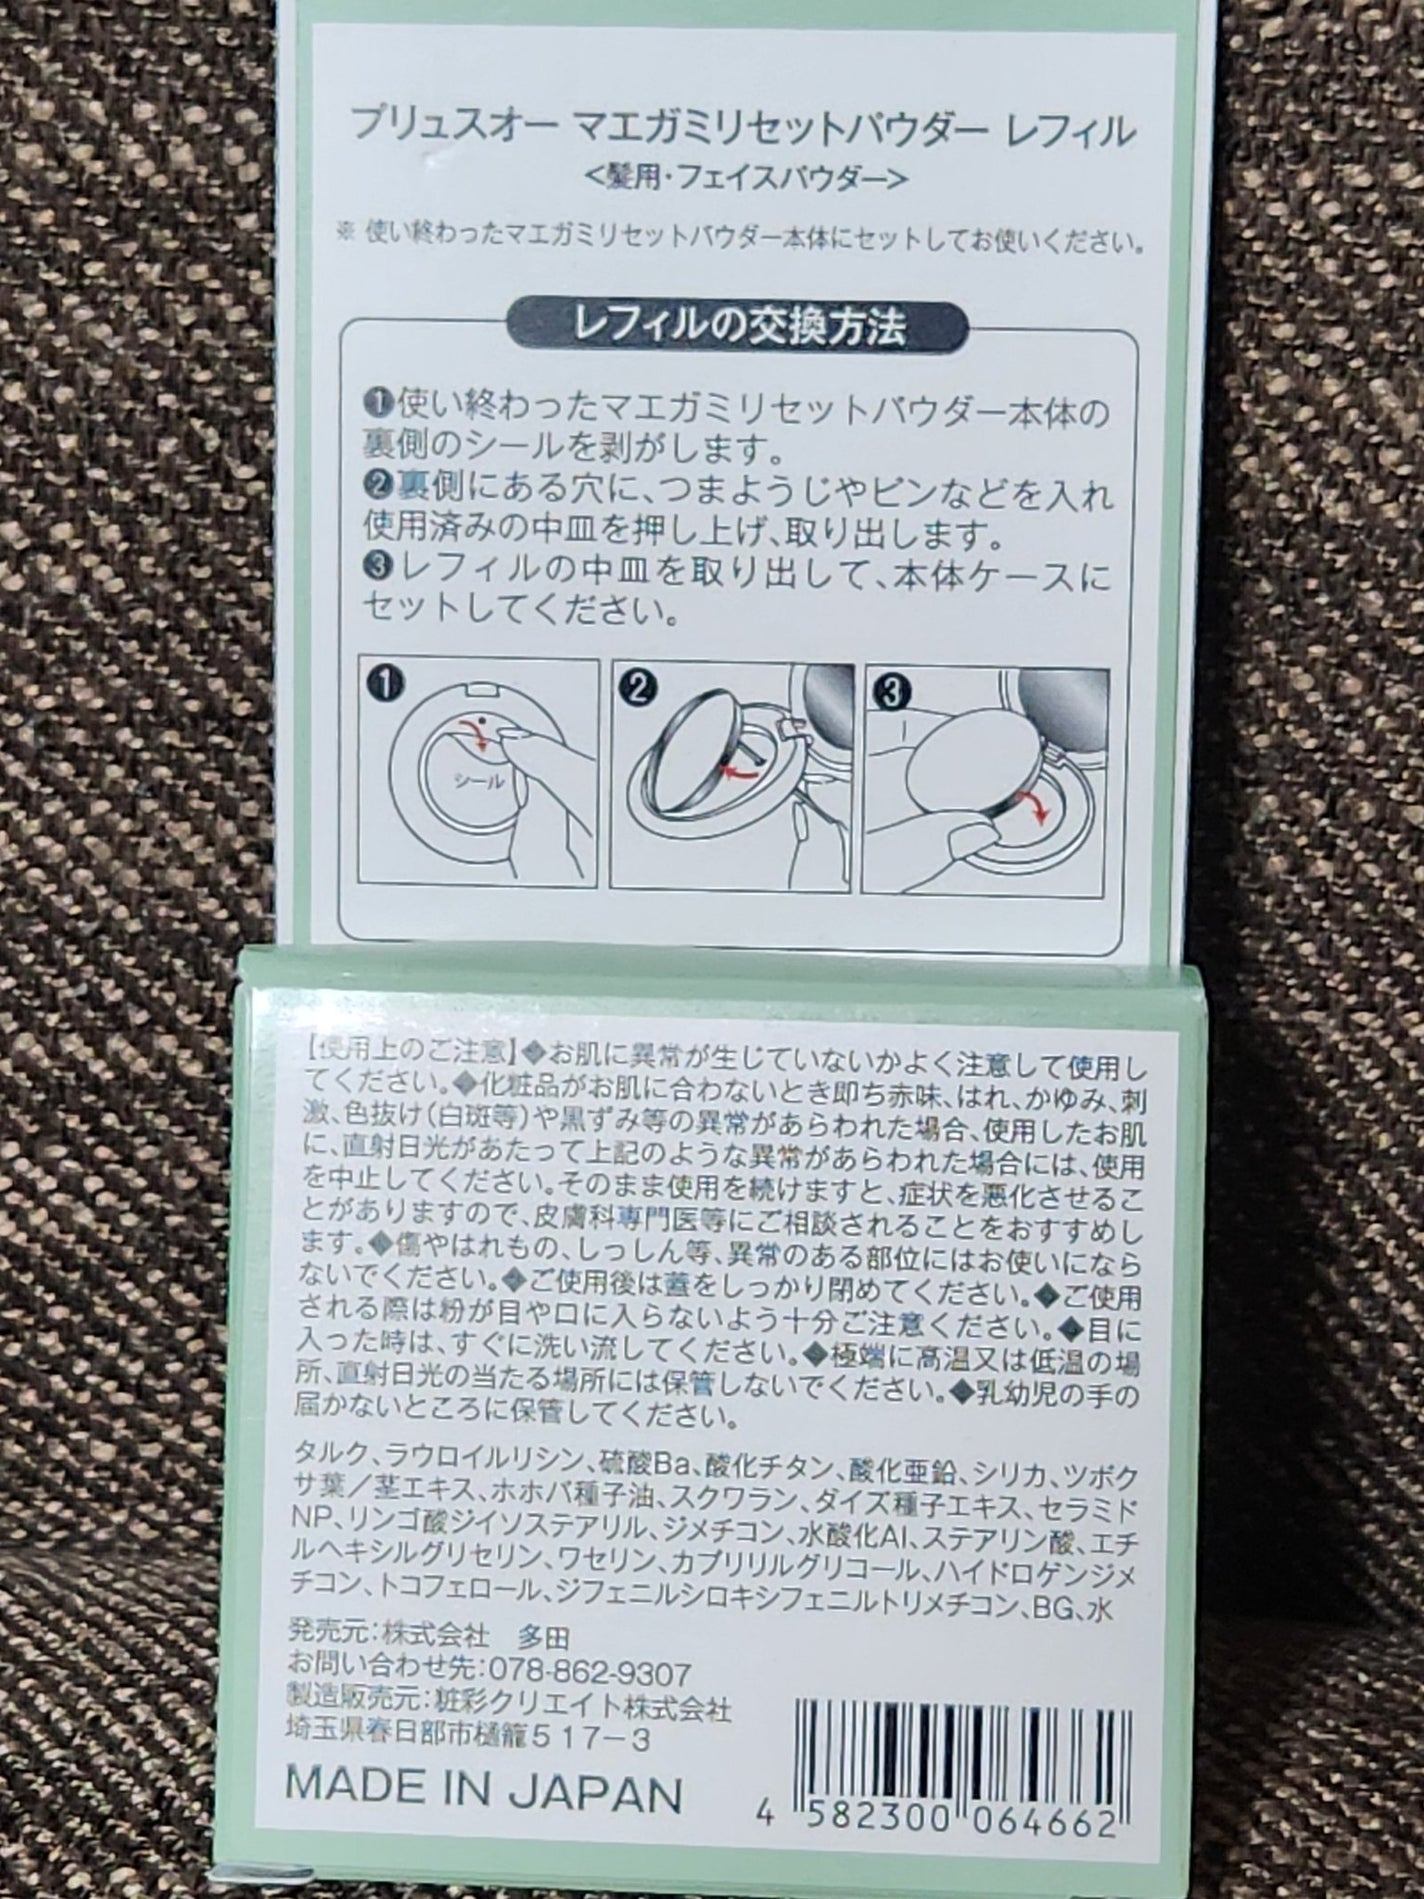 プリュスオー マエガミリセットパウダー レフィル
<髪用・フェイスパウダー>
※ 使い終わったマエガミリセットパウダー本体にセットしてお使いください。
レフィルの交換方法
❶使い終わったマエガミリセットパウダー本体の
裏側のシールを剥がします。
❷裏側にある穴に、つまようじやピンなどを入れ
使用済みの中皿を押し上げ、取り出します。
❸レフィルの中皿を取り出して、本体ケースに
セットしてください。
❶
シール
❷
❸
【使用上のご注意】◆お肌に異常が生じていないかよく注意して使用し
てください。◆化粧品がお肌に合わないとき即ち赤味、はれ、かゆみ、刺
激、色抜け(白斑等)や黒ずみ等の異常があらわれた場合、使用したお肌
に、直射日光があたって上記のような異常があらわれた場合には、使用
を中止してください。そのまま使用を続けますと、症状を悪化させるこ
とがありますので、皮膚科専門医等にご相談されることをおすすめし
ます。◆傷やはれもの、しっしん等、異常のある部位にはお使いになら
ないでください。◆ご使用後は蓋をしっかり閉めてください。◆ご使用
される際は粉が目や口に入らないよう十分ご注意ください。◆目に
入った時は、すぐに洗い流してください。◆極端に高温又は低温の場
所、直射日光の当たる場所には保管しないでください。◆乳幼児の手の
届かないところに保管してください。
タルク、ラウロイルリシン、硫酸Ba、酸化チタン、酸化亜鉛、シリカ、ツボク
サ葉/茎エキス、ホホバ種子油、スクワラン、ダイズ種子エキス、セラミド
NP、リンゴ酸ジイソステアリル、ジメチコン、水酸化Al、ステアリン酸、エチ
ルヘキシルグリセリン、ワセリン、カプリリルグリコール、ハイドロゲンジメ
チコン、トコフェロール、ジフェニルシロキシフェニルトリメチコン、BG、水
発売元:株式会社 多田
お問い合わせ先:078-862-9307
製造販売元:粧彩クリエイト株式会社
埼玉県春日部市樋籠517-3
MADE IN JAPAN
4 582300 064662